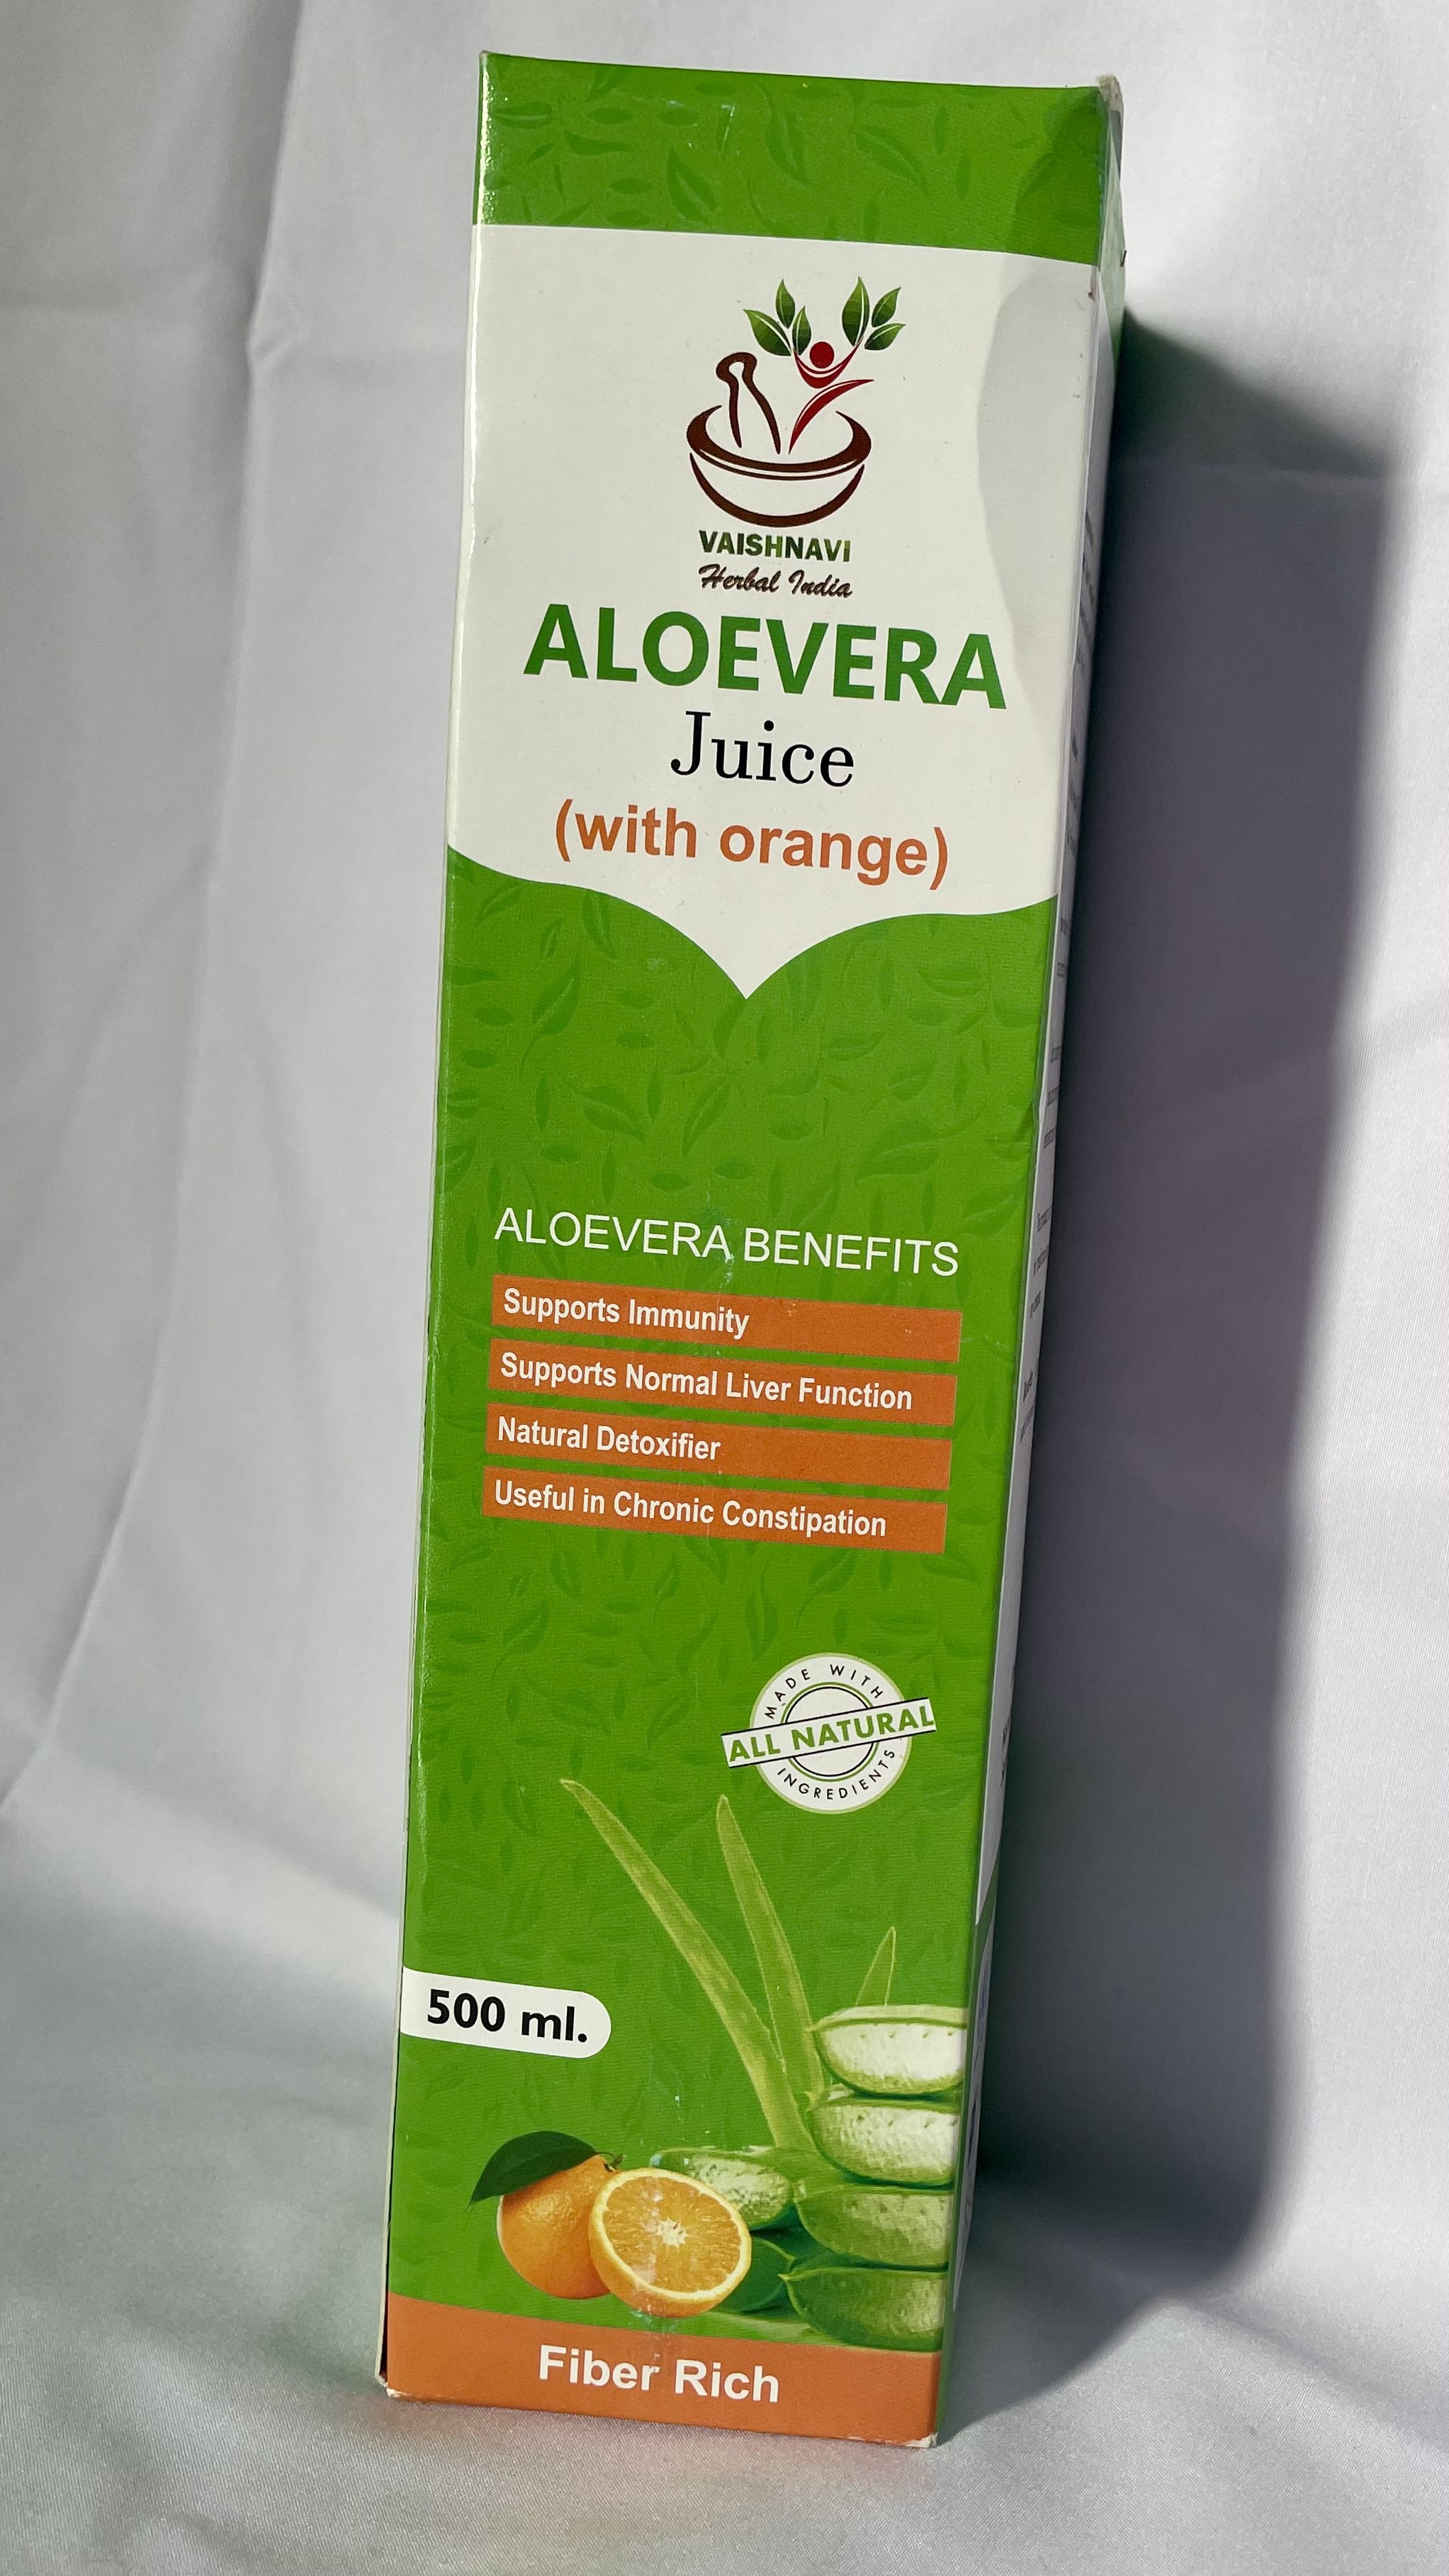 VAISHNAVI
Herbal India
ALOEVERA
Juice
(with orange)
ALOEVERA BENEFITS
Supports Immunity
Supports Normal Liver Function
Natural Detoxifier
Useful in Chronic Constipation
MADE WITH
ALL NATURAL
INGREDIENTS
500 ml.
Fiber Rich